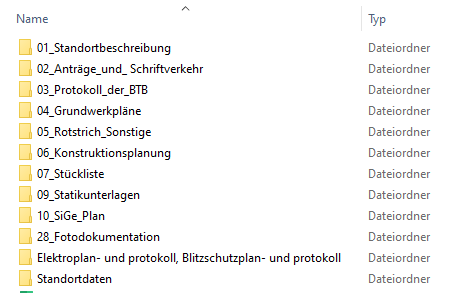 Name Typ
01_Standortbeschreibung Dateiordner
02_Anträge_und_ Schriftverkehr Dateiordner
03_Protokoll_der_BTB Dateiordner
04_Grundwerkpläne Dateiordner
05_Rotstrich_Sonstige Dateiordner
06_Konstruktionsplanung Dateiordner
07_Stückliste Dateiordner
09_Statikunterlagen Dateiordner
10_SiGe_Plan Dateiordner
28_Fotodokumentation Dateiordner
Elektroplan- und protokoll, Blitzschutzplan- und protokoll Dateiordner
Standortdaten Dateiordner